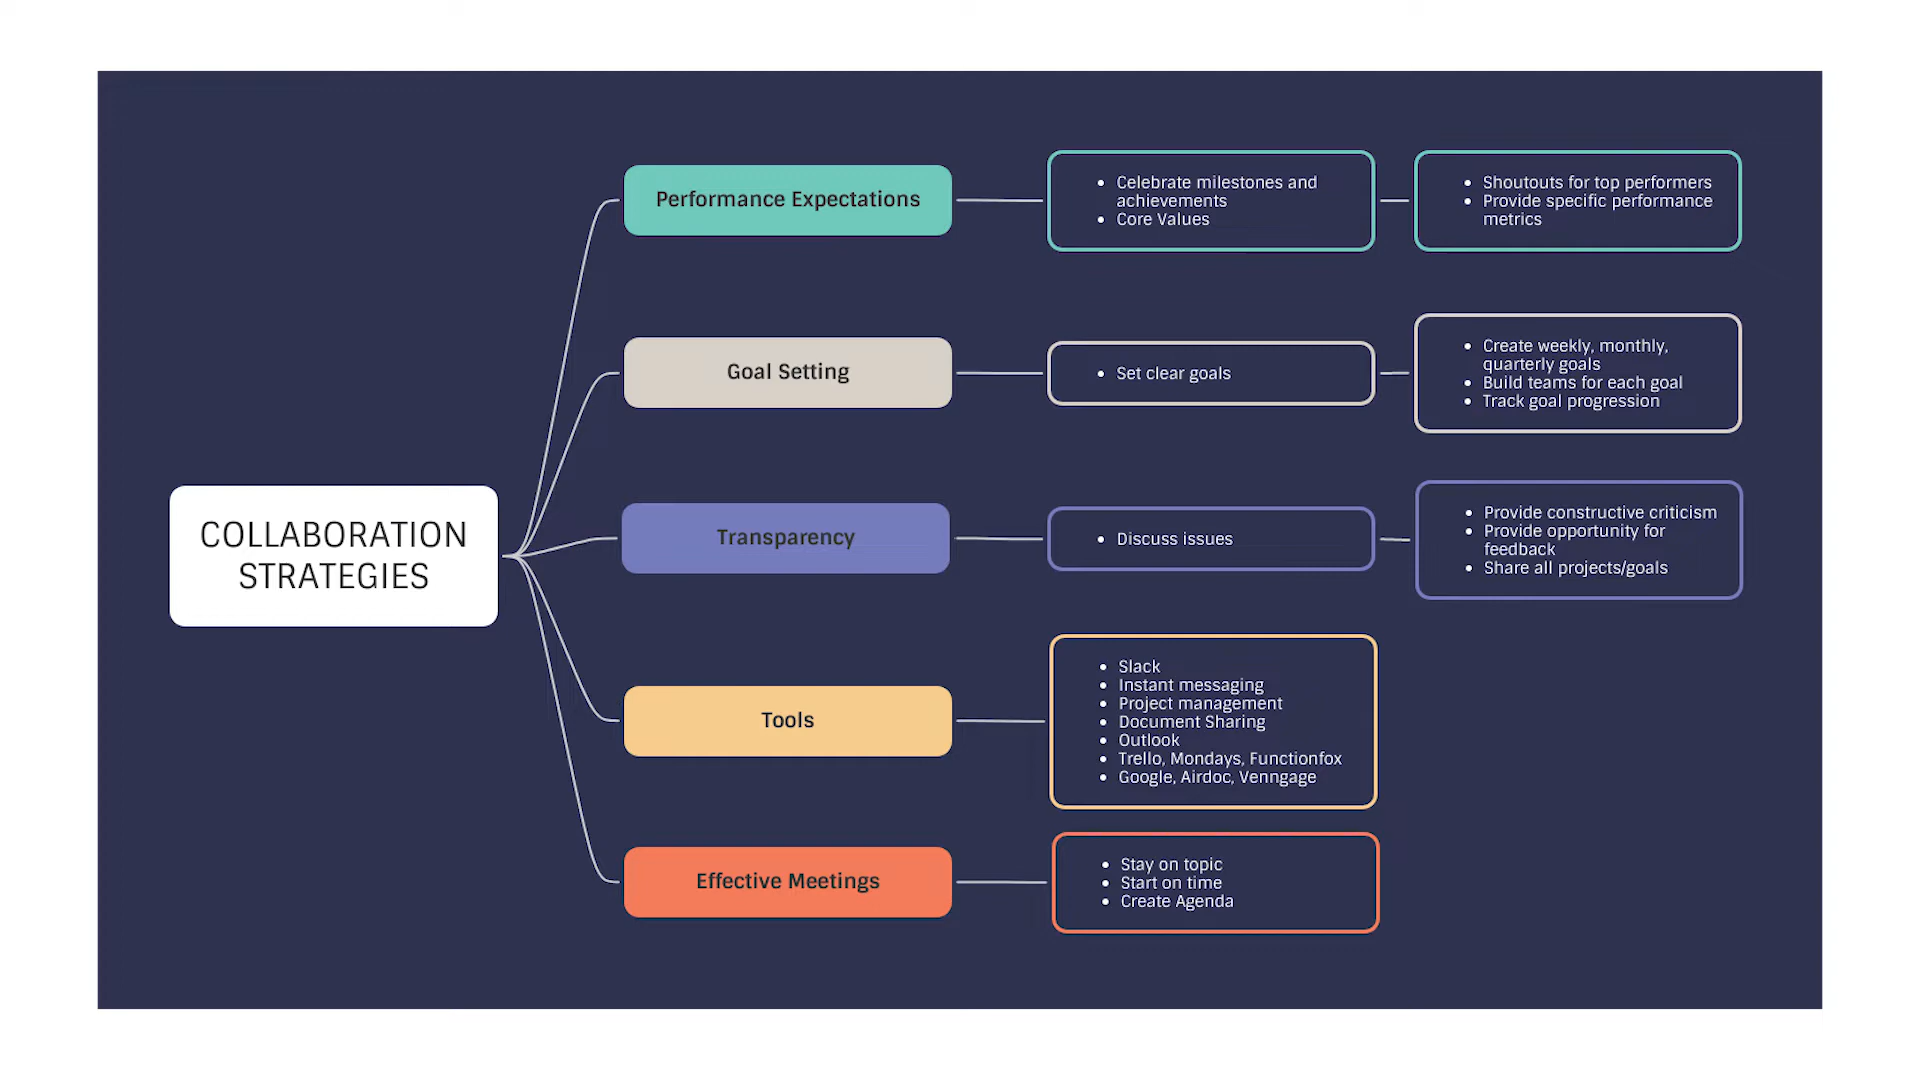 COLLABORATION
STRATEGIES
Performance Expectations
• Celebrate milestones and
achievements
• Core Values
• Shoutouts for top performers
• Provide specific performance
metrics
Goal Setting
• Set clear goals
• Create weekly, monthly,
quarterly goals
• Build teams for each goal
• Track goal progression
Transparency
• Discuss issues
• Provide constructive criticism
• Provide opportunity for
feedback
• Share all projects/goals
Tools
• Slack
• Instant messaging
• Project management
• Document Sharing
• Outlook
• Trello, Mondays, Functionfox
• Google, Airdoc, Venngage
Effective Meetings
• Stay on topic
• Start on time
• Create Agenda